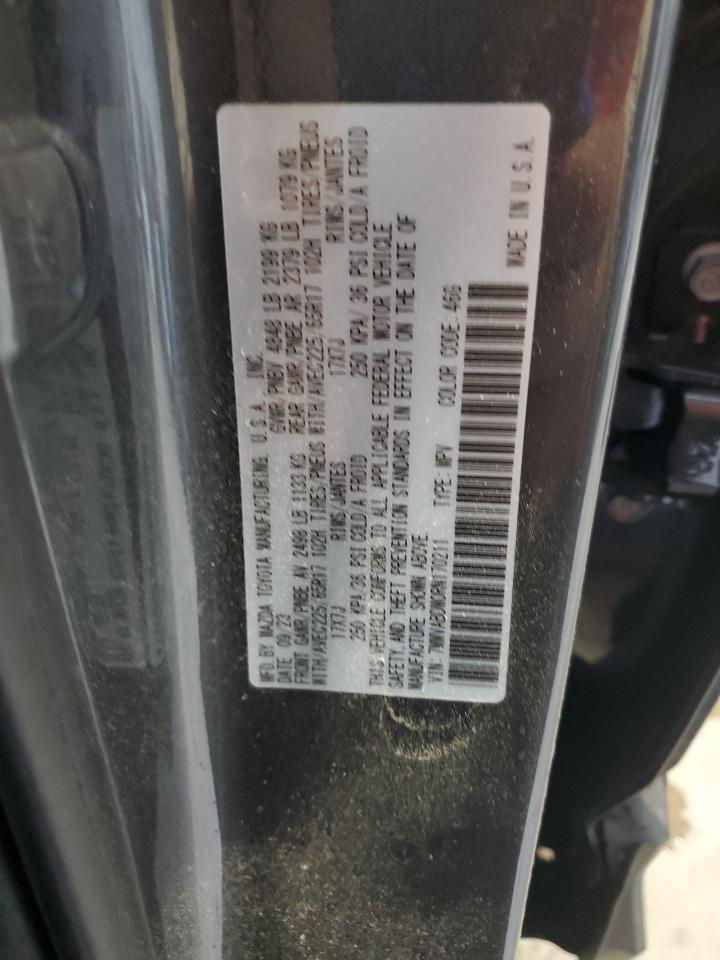 MFD.BY MAZDA TOYOTA MANUFACTURING, U.S.A., INC.
DATE 09/23 GVWR/PNBV 4848 LB 2199 KG
FRONT GAWR/PNBE AV 2498 LB 1133 KG REAR GAWR/PNBE AR 2379 LB 1079 KG
WITH/AVEC225/65R17 102H TIRES/PNEUS WITH/AVEC225/65R17 102H TIRES/PNEUS
17X7J RIMS/JANTES 17X7J RIMS/JANTES
250 KPA/ 36 PSI COLD/A FROID 250 KPA/ 36 PSI COLD/A FROID
THIS VEHICLE CONFORMS TO ALL APPLICABLE FEDERAL MOTOR VEHICLE
SAFETY AND THEFT PREVENTION STANDARDS IN EFFECT ON THE DATE OF
MANUFACTURE SHOWN ABOVE.
VIN: TYPE: MPV COLOR CODE: 46G
MADE IN U.S.A.